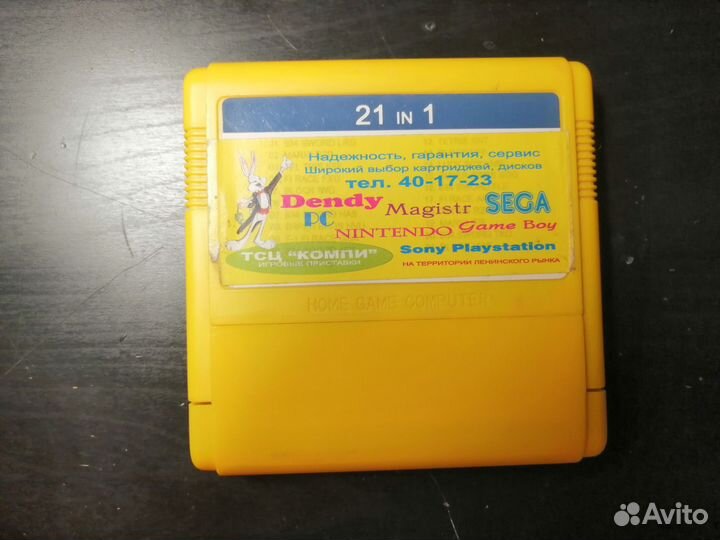 21 IN 1
Надежность, гарантия, сервис
Широкий выбор картриджей, дисков
тел. 40-17-23
Dendy Magistr SEGA
PC NINTENDO Game Boy
Sony Playstation
ТСЦ "КОМПИ"
ИГРОВЫЕ ПРИСТАВКИ
НА ТЕРРИТОРИИ ЛЕНИНСКОГО РЫНКА
HOME GAME COMPUTER
Avito